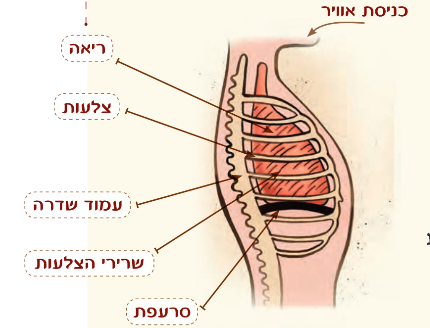 כניסת אוויר
ריאה
צלעות
עמוד שדרה
שרירי הצלעות
סרעפת